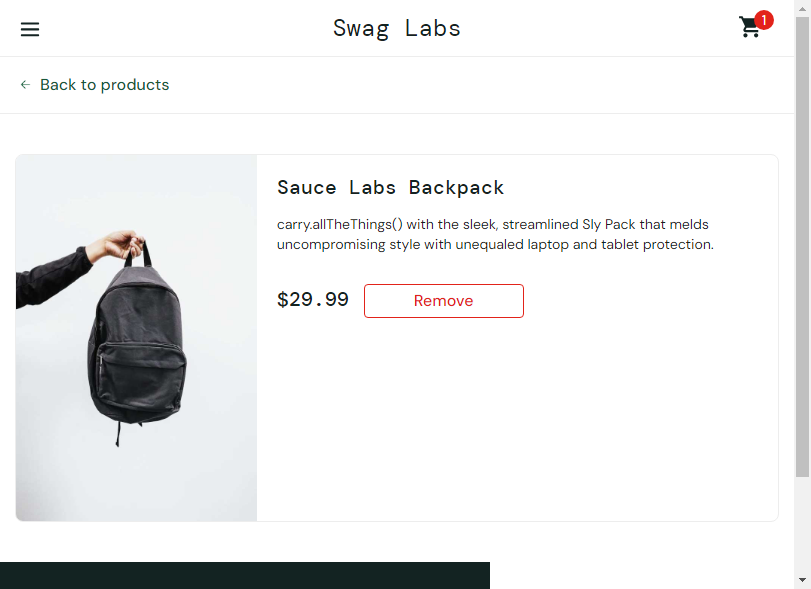 Swag Labs
1
Back to products
Sauce Labs Backpack
carry.allTheThings() with the sleek, streamlined Sly Pack that melds
uncompromising style with unequaled laptop and tablet protection.
$29.99 Remove